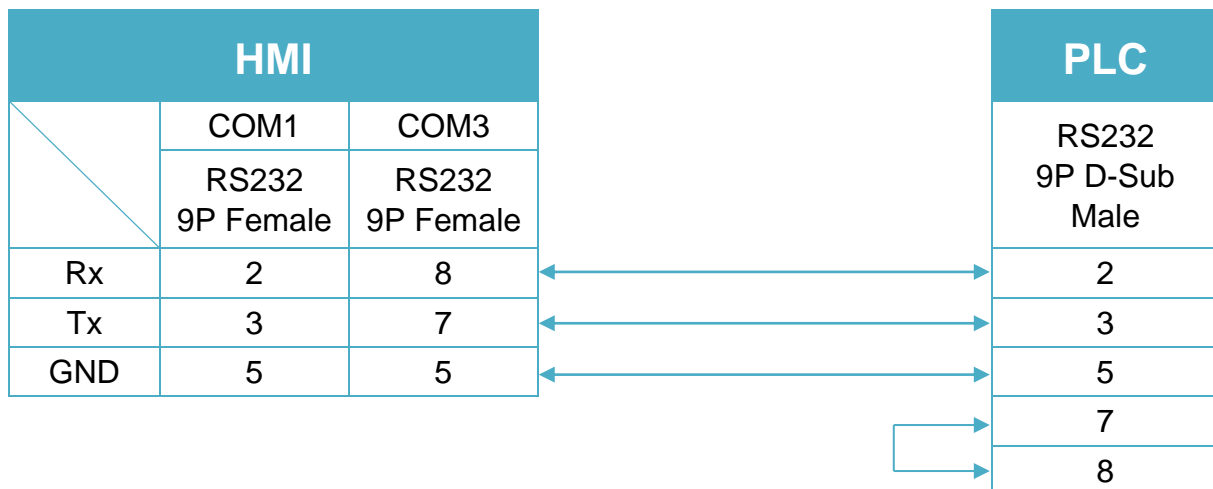 HMI PLC
COM1 COM3
RS232
9P Female
RS232
9P Female
RS232
9P D-Sub
Male
Rx 2 8 2
Tx 3 7 3
GND 5 5 5
7
8